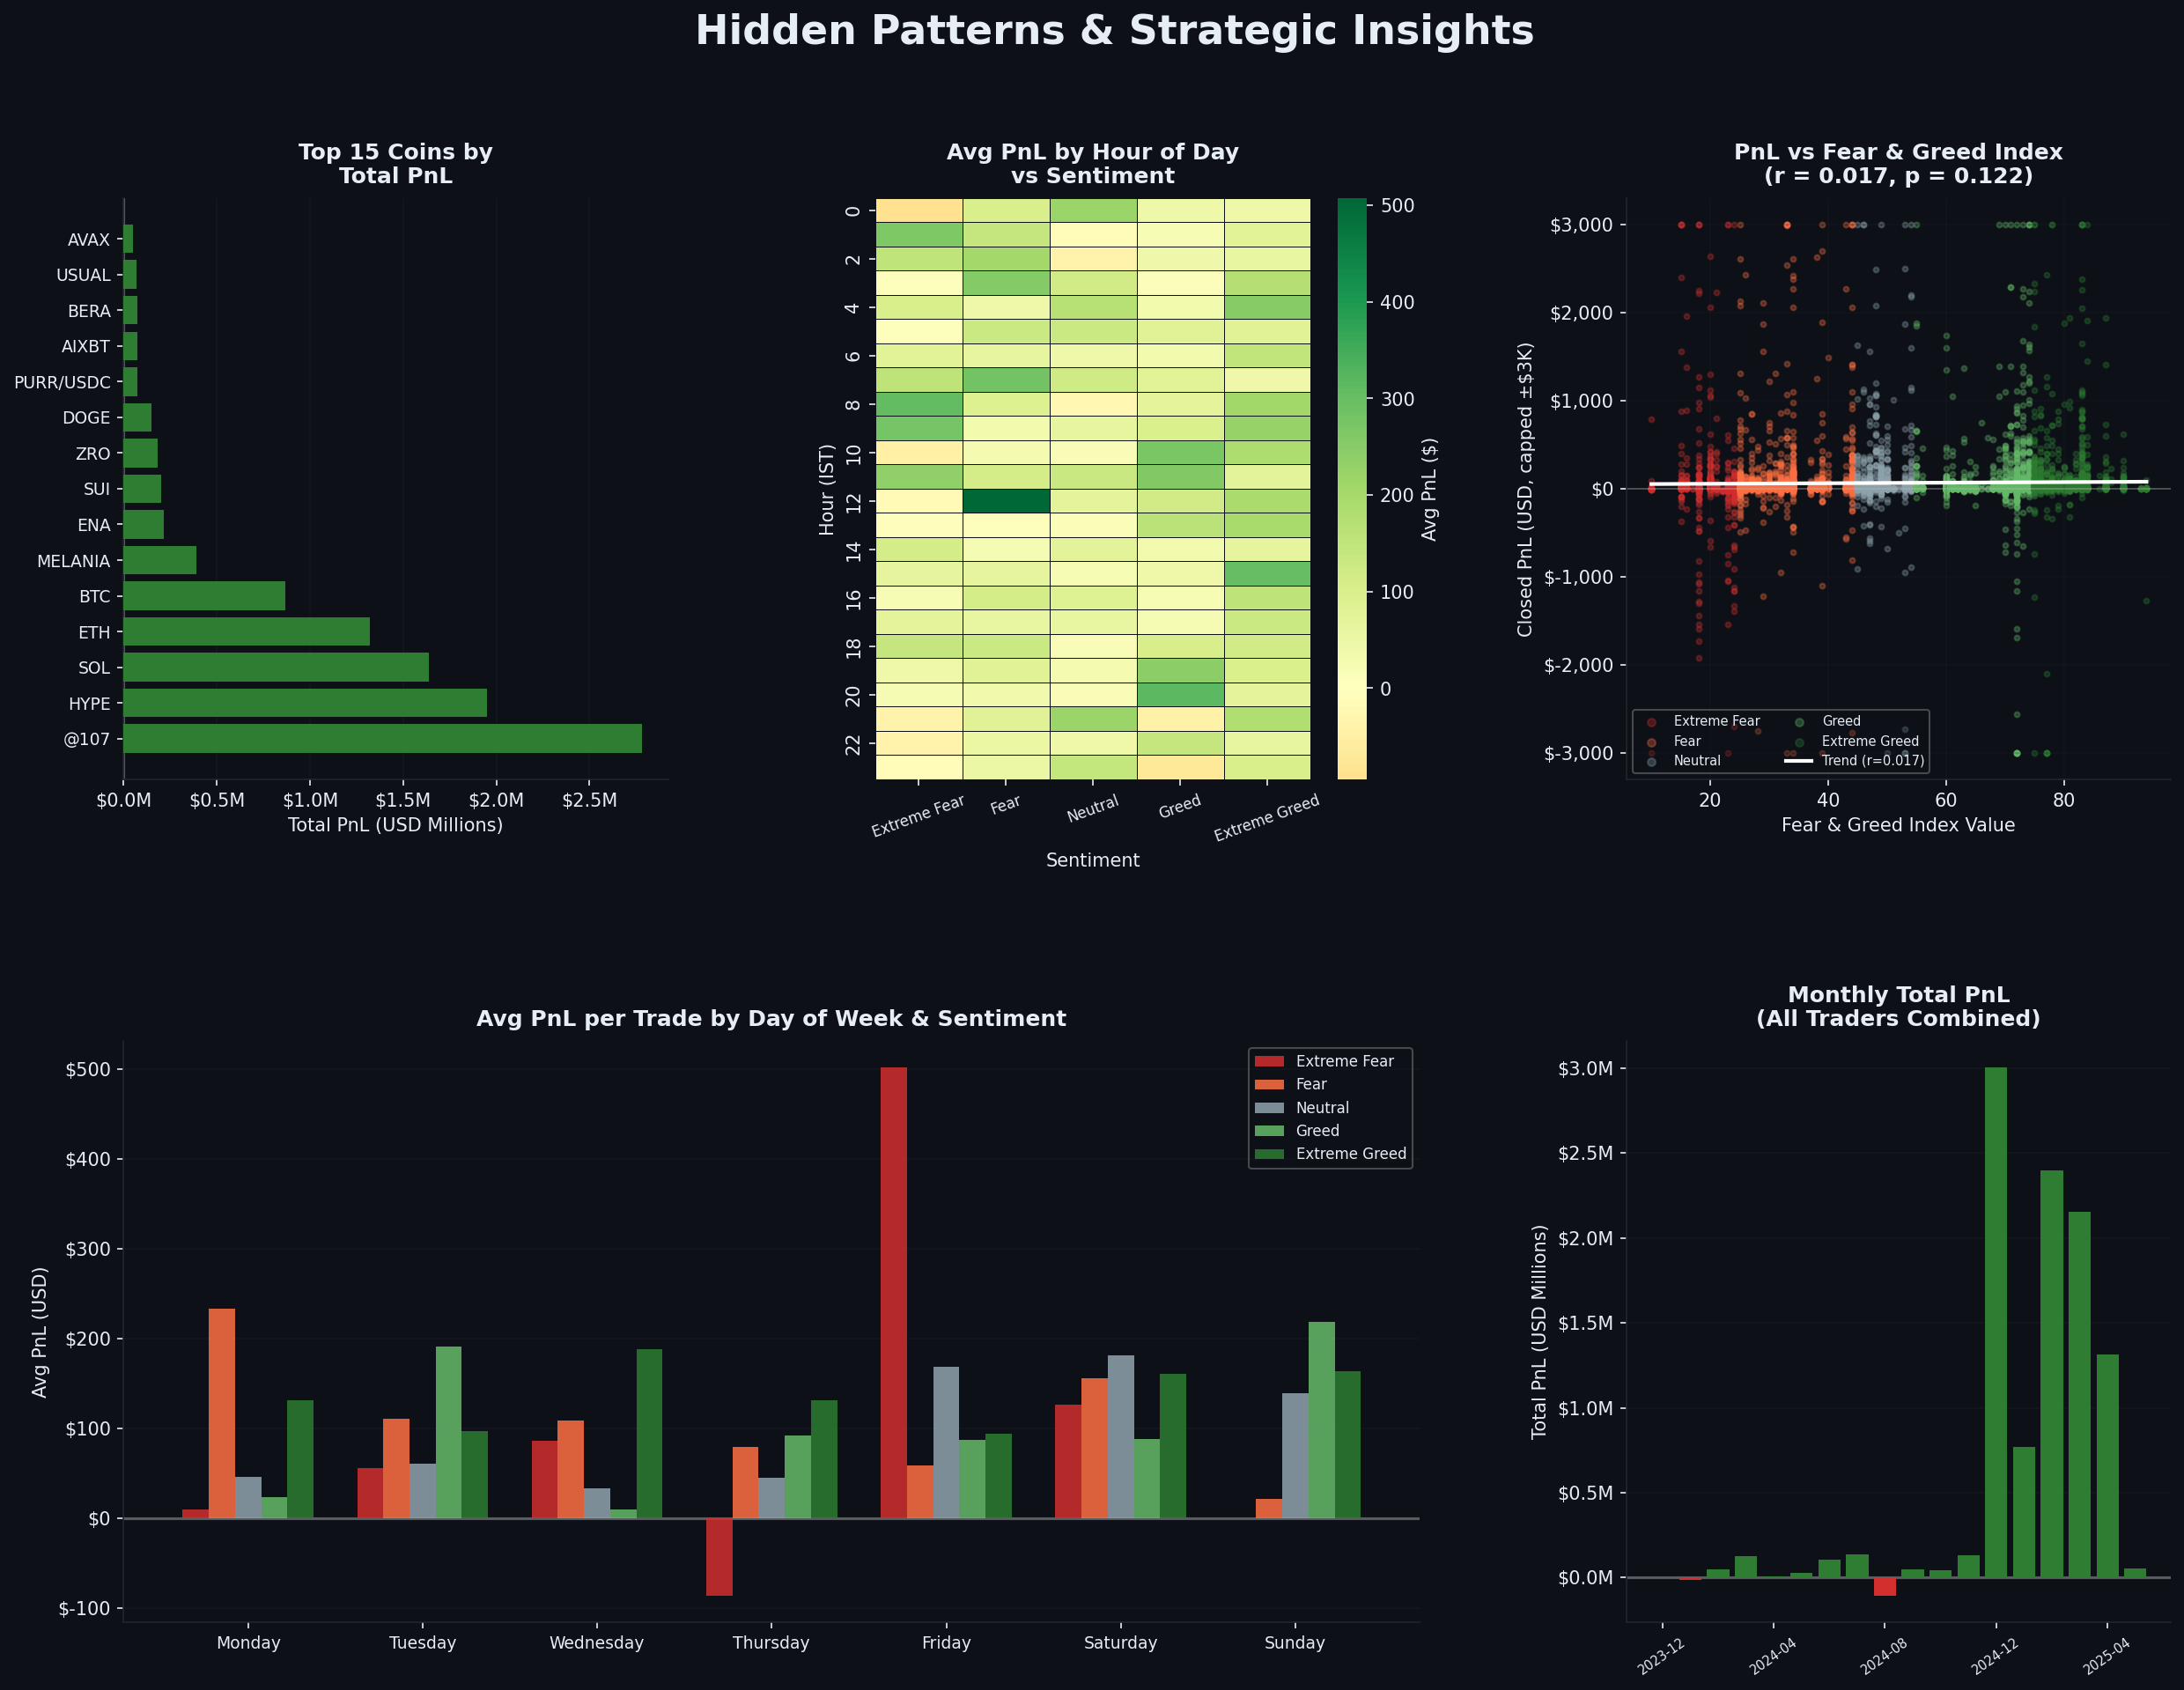 Hidden Patterns & Strategic Insights
Top 15 Coins by
Total PnL
AVAX
USUAL
BERA
AIXBT
PURR/USDC
DOGE
ZRO
SUI
ENA
MELANIA
BTC
ETH
SOL
HYPE
@107
$0.0M
$0.5M
$1.0M
$1.5M
$2.0M
$2.5M
Total PnL (USD Millions)
Avg PnL by Hour of Day
vs Sentiment
Hour (IST)
0
2
4
6
8
10
12
14
16
18
20
22
Extreme Fear
Fear
Neutral
Greed
Extreme Greed
Sentiment
500
400
300
200
100
0
Avg PnL ($)
PnL vs Fear & Greed Index
(r = 0.017, p = 0.122)
Closed PnL (USD, capped ±$3K)
$3,000
$2,000
$1,000
$0
$-1,000
$-2,000
$-3,000
Extreme Fear
Fear
Neutral
Greed
Extreme Greed
Trend (r=0.017)
20
40
60
80
Fear & Greed Index Value
Avg PnL per Trade by Day of Week & Sentiment
Avg PnL (USD)
$500
$400
$300
$200
$100
$0
$-100
Extreme Fear
Fear
Neutral
Greed
Extreme Greed
Monday
Tuesday
Wednesday
Thursday
Friday
Saturday
Sunday
Monthly Total PnL
(All Traders Combined)
Total PnL (USD Millions)
$3.0M
$2.5M
$2.0M
$1.5M
$1.0M
$0.5M
$0.0M
2023-12
2024-04
2024-08
2024-12
2025-04